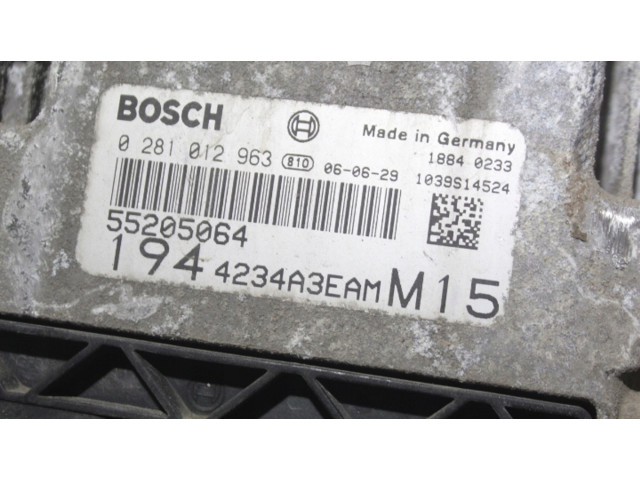 BOSCH Made in Germany
0 281 012 963 810 06-06-29 1884 0233
1039S14524
55205064
194 4234A3EAM M15